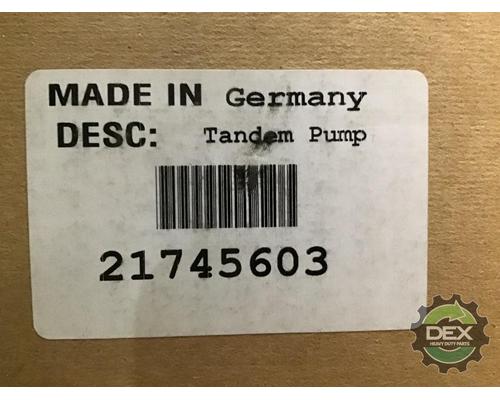 MADE IN Germany
DESC: Tandem Pump
21745603
DEX
HEAVY DUTY PARTS